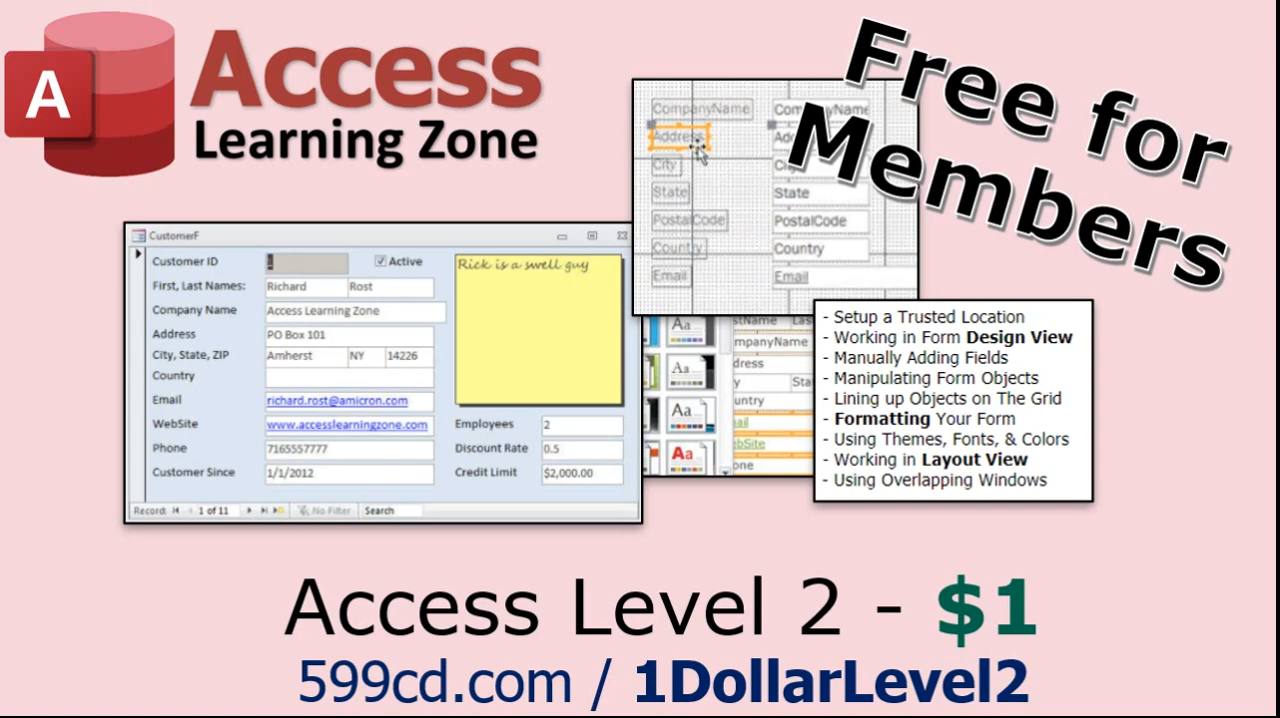 A
Access
Learning Zone
Free for
Members
CompanyName CompanyName
Address
City
State State
PostalCode PostalCode
Country Country
Email Email
CustomerF
Customer ID Active
First, Last Names: Richard Rost
Company Name Access Learning Zone
Address PO Box 101
City, State, ZIP Amherst NY 14226
Country
Email richard.rost@amicron.com
WebSite www.accesslearningzone.com
Phone 7165557777
Customer Since 1/1/2012
Rick is a swell guy
Employees 2
Discount Rate 0.5
Credit Limit $2,000.00
Record: 1 of 11 No Filter Search
Aa
Aa
Aa
Aa
- Setup a Trusted Location
- Working in Form Design View
- Manually Adding Fields
- Manipulating Form Objects
- Lining up Objects on The Grid
- Formatting Your Form
- Using Themes, Fonts, & Colors
- Working in Layout View
- Using Overlapping Windows
Access Level 2 - $1
599cd.com / 1DollarLevel2